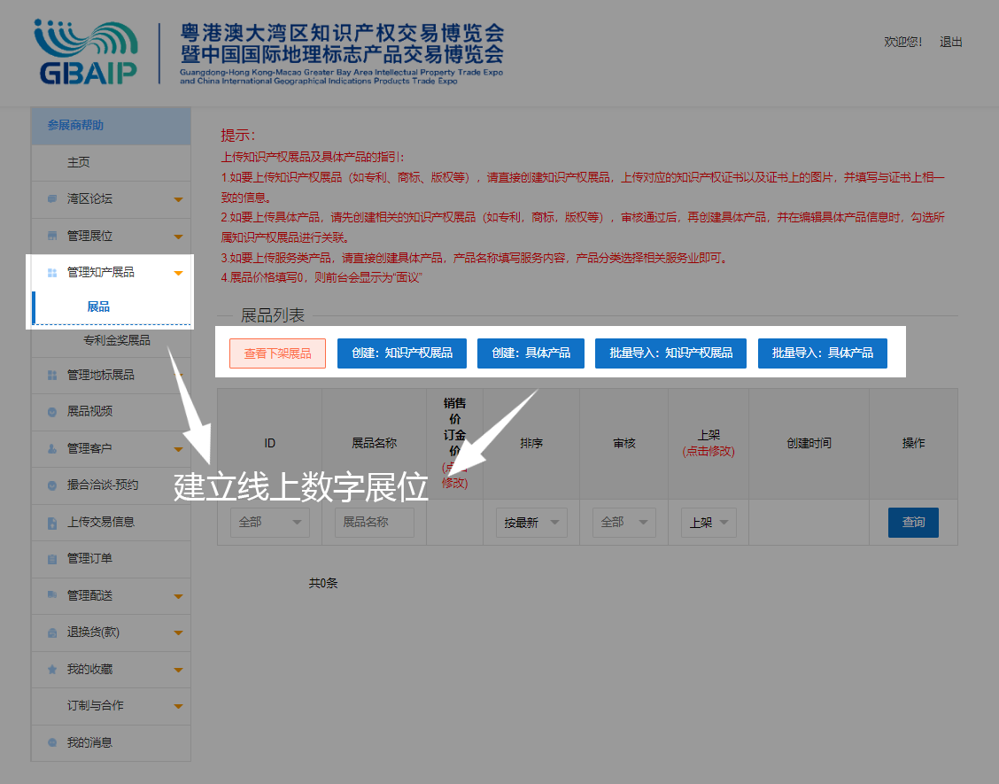 GBAIP
粤港澳大湾区知识产权交易博览会
暨中国国际地理标志产品交易博览会
Guangdong-Hong Kong-Macao Greater Bay Area Intellectual Property Trade Expo
and China International Geographical Indications Products Trade Expo
欢迎您! 退出
参展商帮助
主页
湾区论坛
管理展位
管理知产展品
展品
专利金奖展品
管理地标展品
展品视频
管理客户
撮合洽谈-预约
上传交易信息
管理订单
管理配送
退换货(款)
我的收藏
订制与合作
我的消息
提示:
上传知识产权展品及具体产品的指引:
1.如要上传知识产权展品（如专利、商标、版权等），请直接创建知识产权展品，上传对应的知识产权证书以及证书上的图片，并填写与证书上相一
致的信息。
2.如要上传具体产品，请先创建相关的知识产权展品（如专利，商标，版权等），审核通过后，再创建具体产品，并在编辑具体产品信息时，勾选所
属知识产权展品进行关联。
3.如要上传服务类产品，请直接创建具体产品，产品名称填写服务内容，产品分类选择相关服务业即可。
4.展品价格填写0，则前台会显示为“面议”
展品列表
查看下架展品 创建：知识产权展品 创建：具体产品 批量导入：知识产权展品 批量导入：具体产品
ID
展品名称
销售
价
订金
价
(点击
修改)
排序
审核
上架
(点击修改)
创建时间
操作
建立线上数字展位
全部 展品名称 按最新 全部 上架 查询
共0条